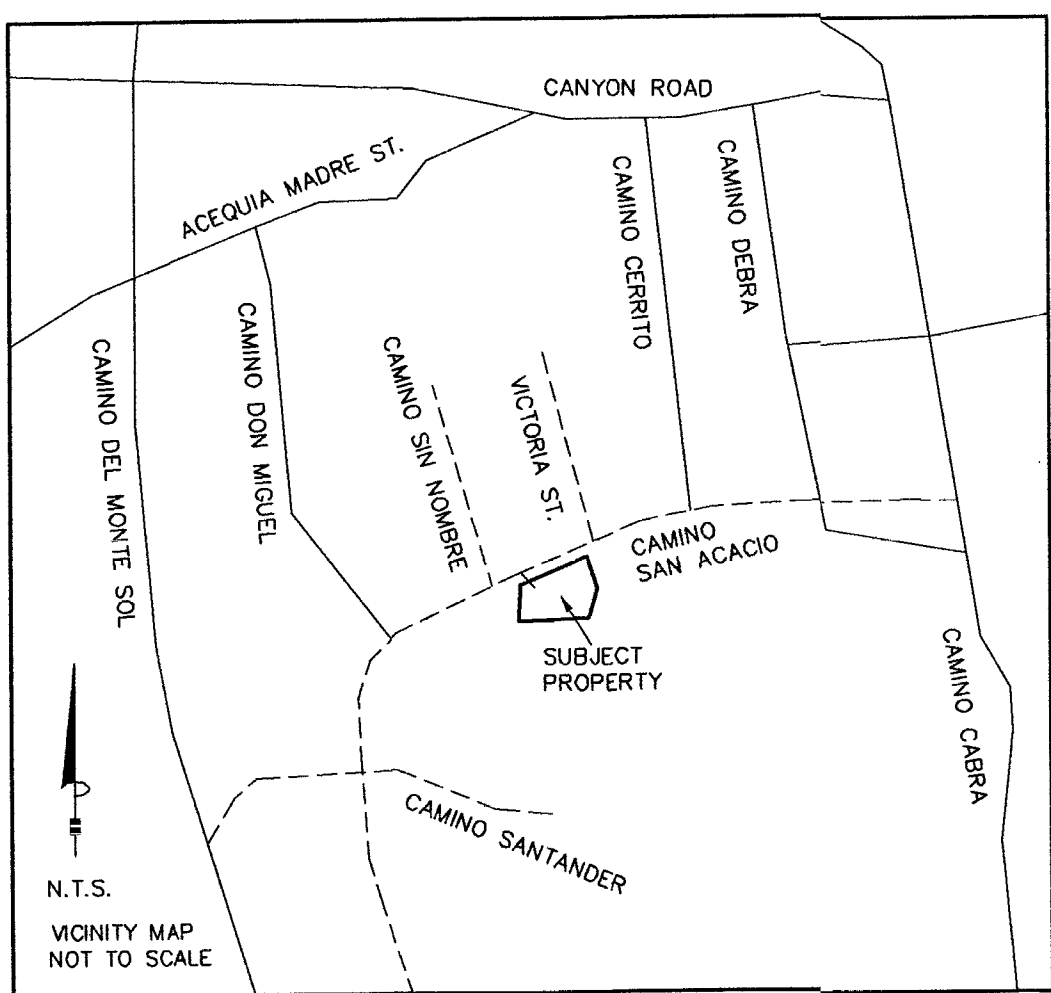 CANYON ROAD
ACEQUIA MADRE ST.
CAMINO CERRITO
CAMINO DEBRA
CAMINO DEL MONTE SOL
CAMINO DON MIGUEL
CAMINO SIN NOMBRE
VICTORIA ST.
CAMINO
SAN ACACIO
SUBJECT
PROPERTY
CAMINO CABRA
CAMINO SANTANDER
N.T.S.
VICINITY MAP
NOT TO SCALE